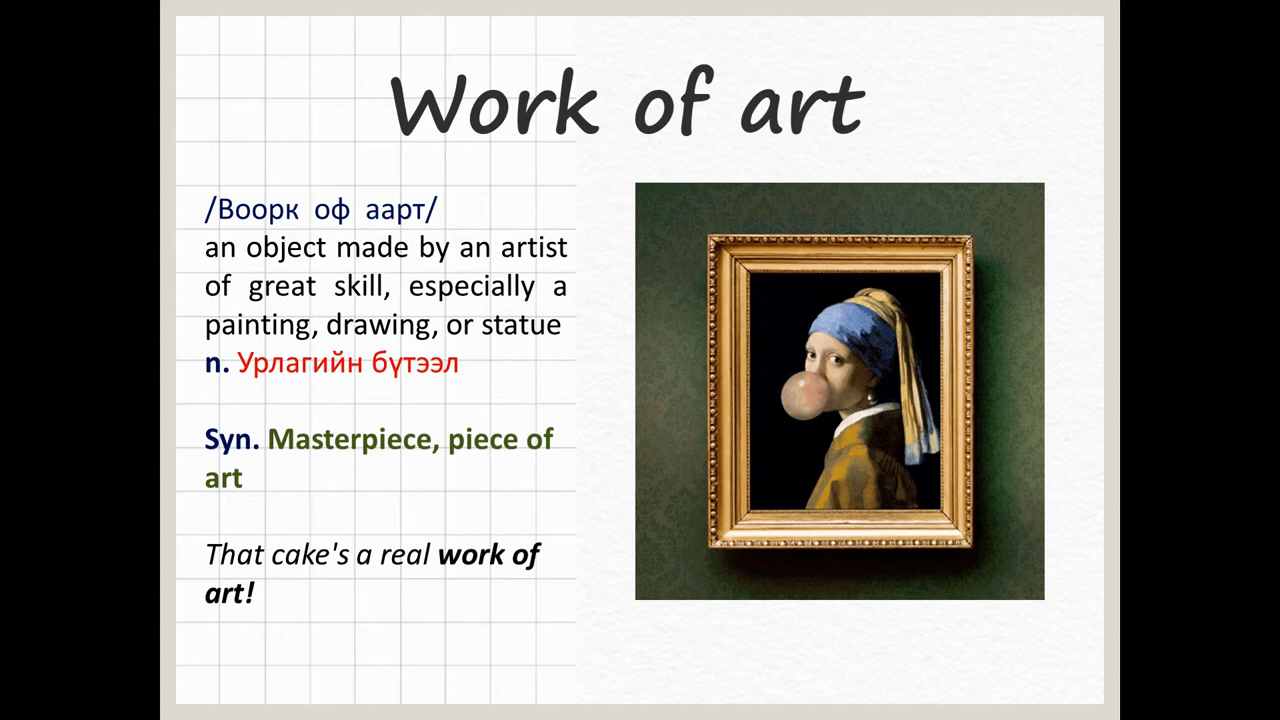 Work of art
/Воорк оф аарт/
an object made by an artist
of great skill, especially a
painting, drawing, or statue
n. Урлагийн бүтээл
Syn. Masterpiece, piece of
art
That cake's a real work of
art!